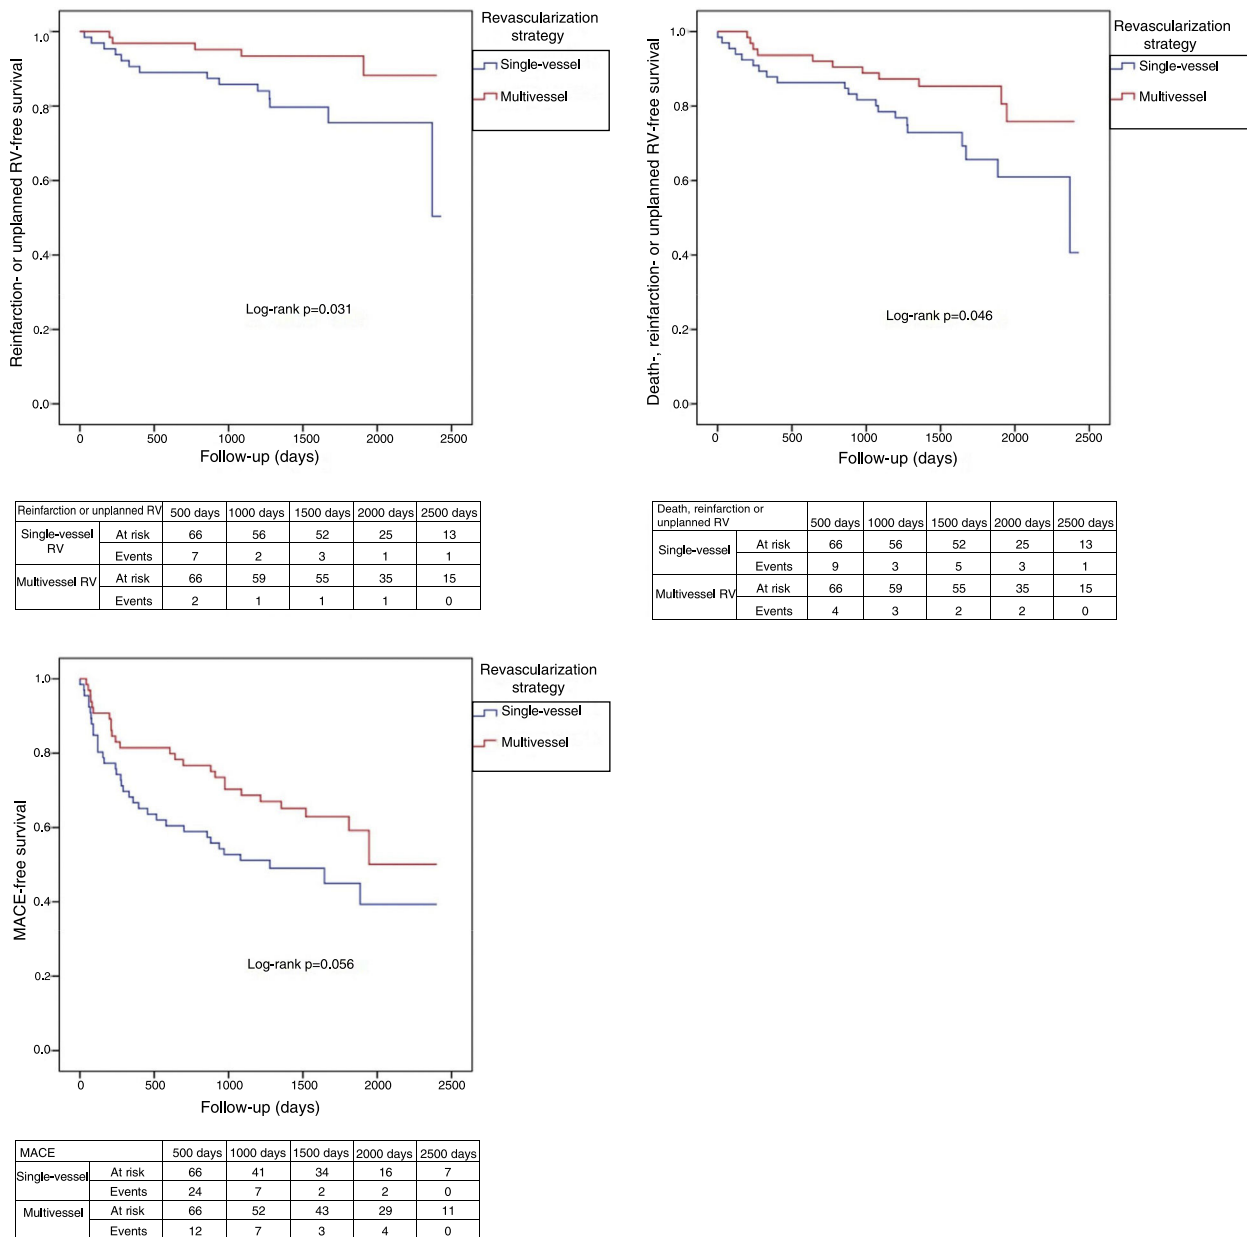 Reinfarction- or unplanned RV-free survival
1.0
0.8
0.6
0.4
0.2
0.0
Log-rank p=0.031
0 500 1000 1500 2000 2500
Follow-up (days)
Revascularization
strategy
Single-vessel
Multivessel
Reinfarction or unplanned RV 500 days 1000 days 1500 days 2000 days 2500 days
Single-vessel RV At risk 66 56 52 25 13
Events 7 2 3 1 1
Multivessel RV At risk 66 59 55 35 15
Events 2 1 1 1 0
Death-, reinfarction- or unplanned RV-free survival
1.0
0.8
0.6
0.4
0.2
0.0
Log-rank p=0.046
0 500 1000 1500 2000 2500
Follow-up (days)
Revascularization
strategy
Single-vessel
Multivessel
Death, reinfarction or
unplanned RV 500 days 1000 days 1500 days 2000 days 2500 days
Single-vessel At risk 66 56 52 25 13
Events 9 3 5 3 1
Multivessel RV At risk 66 59 55 35 15
Events 4 3 2 2 0
MACE-free survival
1.0
0.8
0.6
0.4
0.2
0.0
Log-rank p=0.056
0 500 1000 1500 2000 2500
Follow-up (days)
Revascularization
strategy
Single-vessel
Multivessel
MACE 500 days 1000 days 1500 days 2000 days 2500 days
Single-vessel At risk 66 41 34 16 7
Events 24 7 2 2 0
Multivessel At risk 66 52 43 29 11
Events 12 7 3 4 0